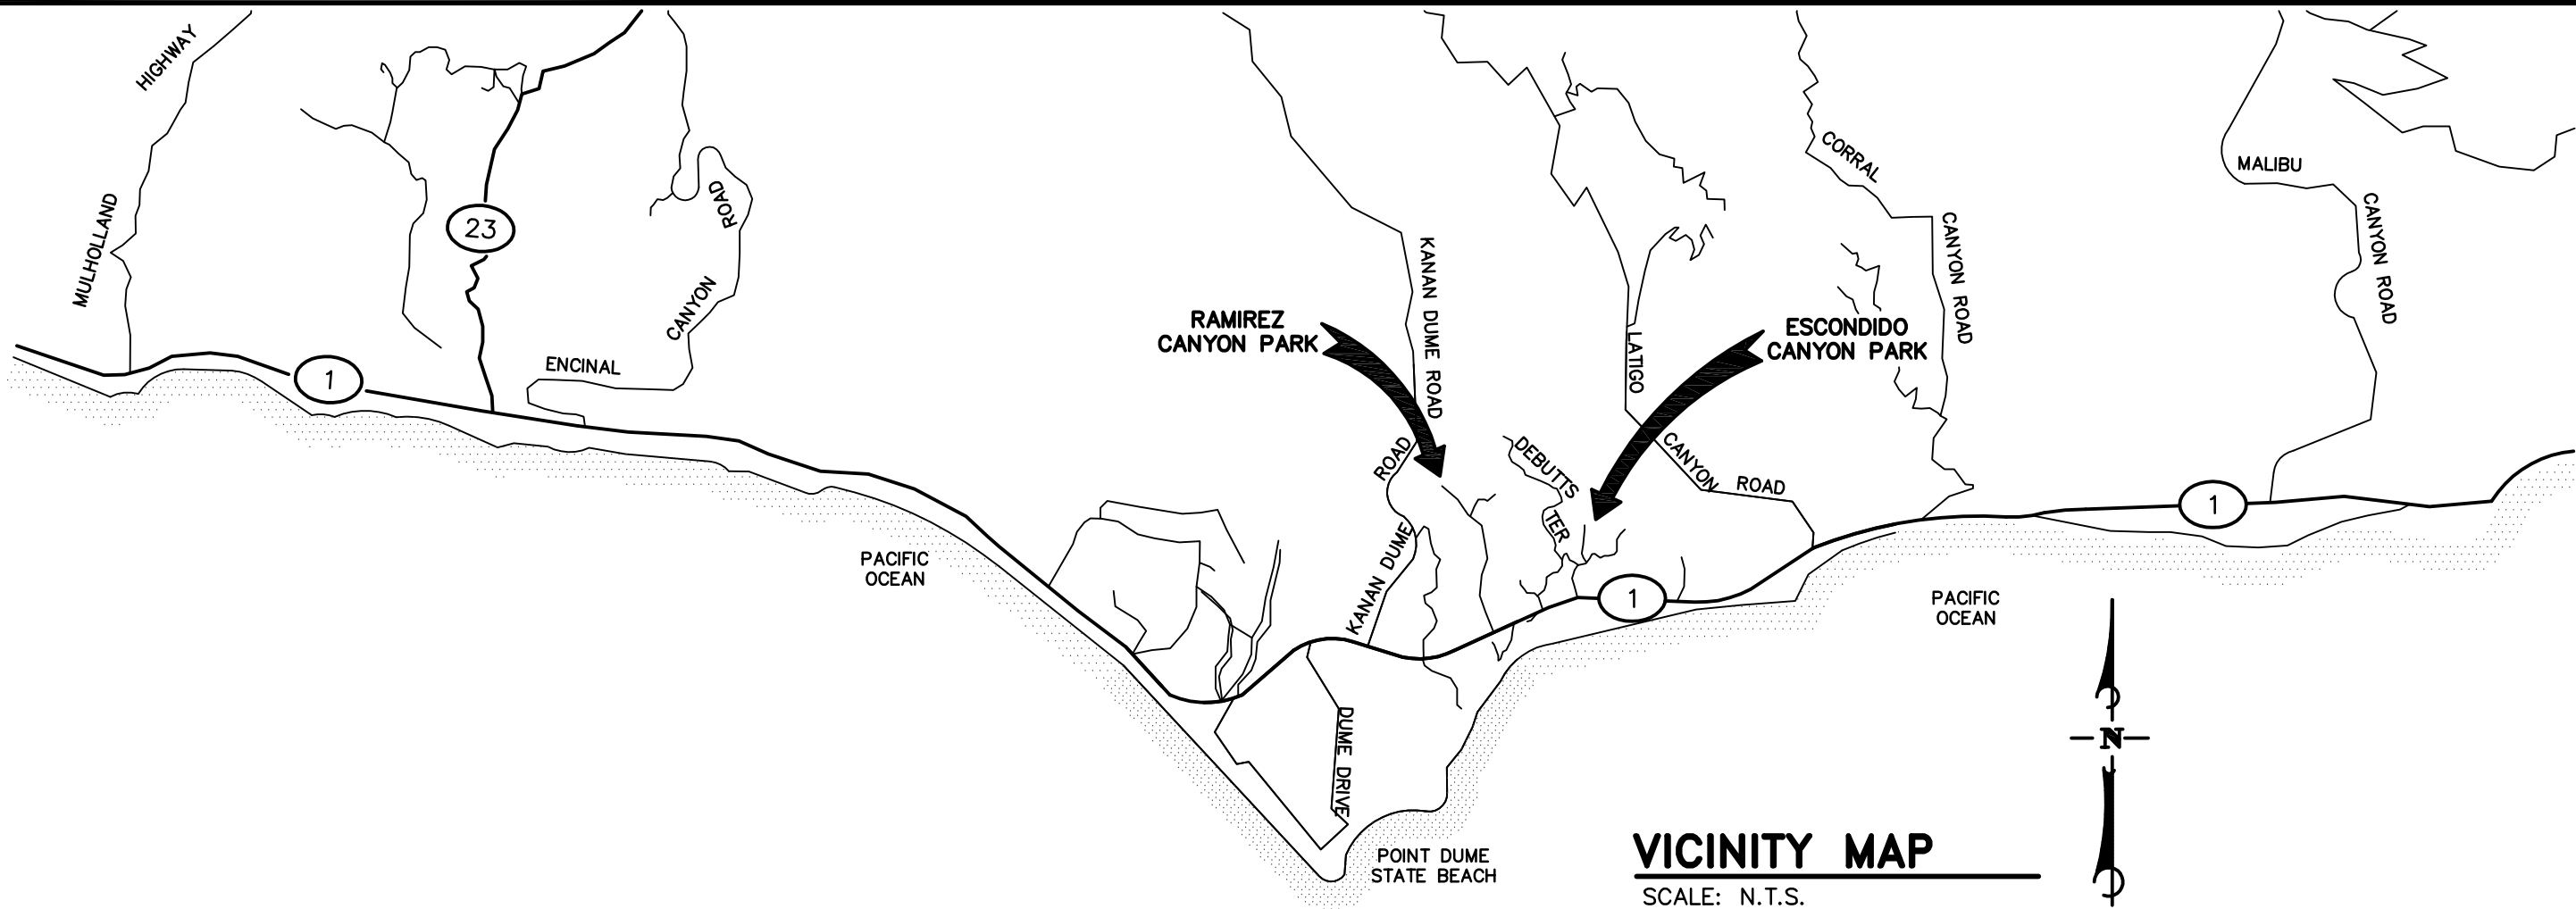 MULHOLLAND
HIGHWAY
23
1
ENCINAL
CANYON
ROAD
PACIFIC
OCEAN
RAMIREZ
CANYON PARK
KANAN DUME ROAD
KANAN DUME
ROAD
DEBUTTS
TER
LATIGO
CANYON
ROAD
ESCONDIDO
CANYON PARK
CORRAL
CANYON ROAD
MALIBU
CANYON ROAD
1
1
PACIFIC
OCEAN
DUME DRIVE
POINT DUME
STATE BEACH
N
VICINITY MAP
SCALE: N.T.S.